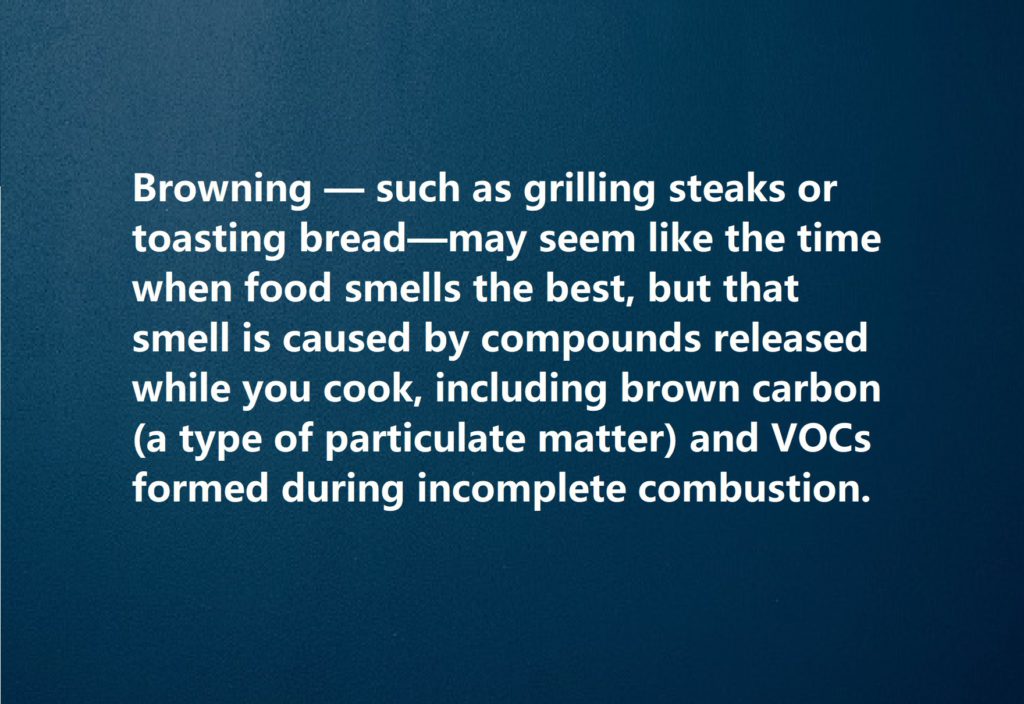 Browning — such as grilling steaks or
toasting bread—may seem like the time
when food smells the best, but that
smell is caused by compounds released
while you cook, including brown carbon
(a type of particulate matter) and VOCs
formed during incomplete combustion.